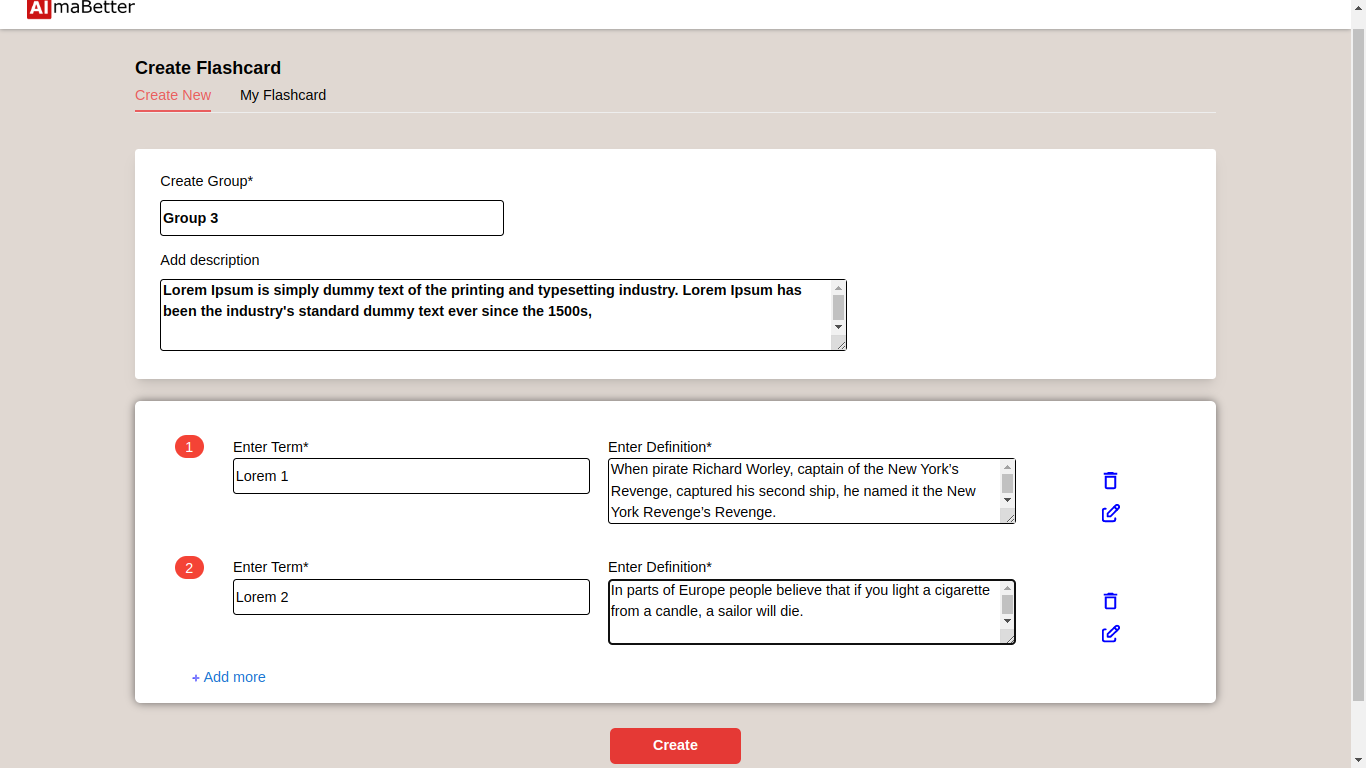 AlmaBetter
Create Flashcard
Create New My Flashcard
Create Group*
Group 3
Add description
Lorem Ipsum is simply dummy text of the printing and typesetting industry. Lorem Ipsum has
been the industry's standard dummy text ever since the 1500s,
1 Enter Term* Enter Definition*
Lorem 1
When pirate Richard Worley, captain of the New York’s
Revenge, captured his second ship, he named it the New
York Revenge’s Revenge.
2 Enter Term* Enter Definition*
Lorem 2
In parts of Europe people believe that if you light a cigarette
from a candle, a sailor will die.
+ Add more
Create